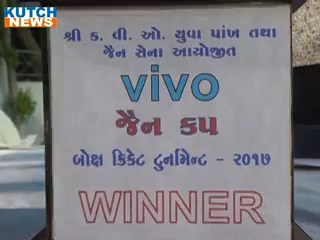 KUTCH
NEWS
શ્રી ક. વી. ઓ. યુવા પાંખ તથા
જૈન સેના આયોજીત
vivo
જૈન કપ
બોક્ષ ક્રિકેટ ટુર્નામેન્ટ - ૨૦૧૭
WINNER